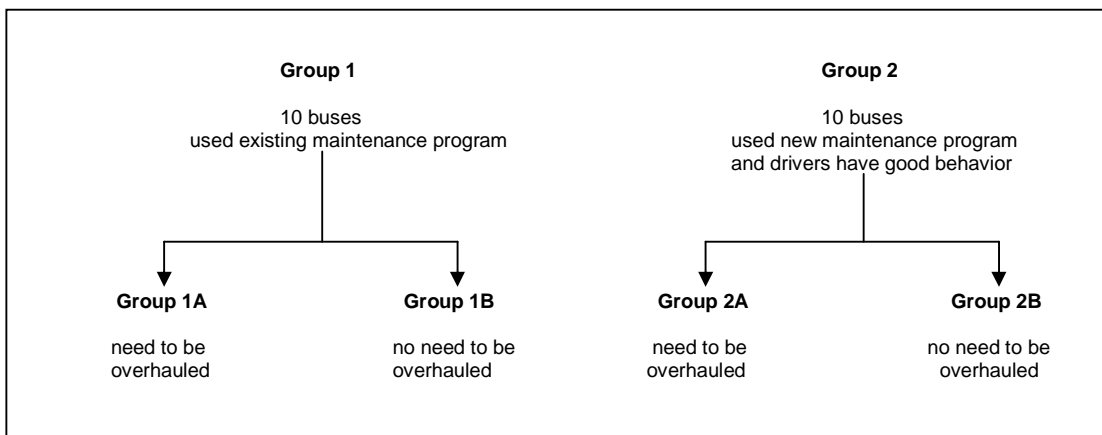 Group 1
10 buses
used existing maintenance program
Group 2
10 buses
used new maintenance program
and drivers have good behavior
Group 1A
need to be
overhauled
Group 1B
no need to be
overhauled
Group 2A
need to be
overhauled
Group 2B
no need to be
overhauled